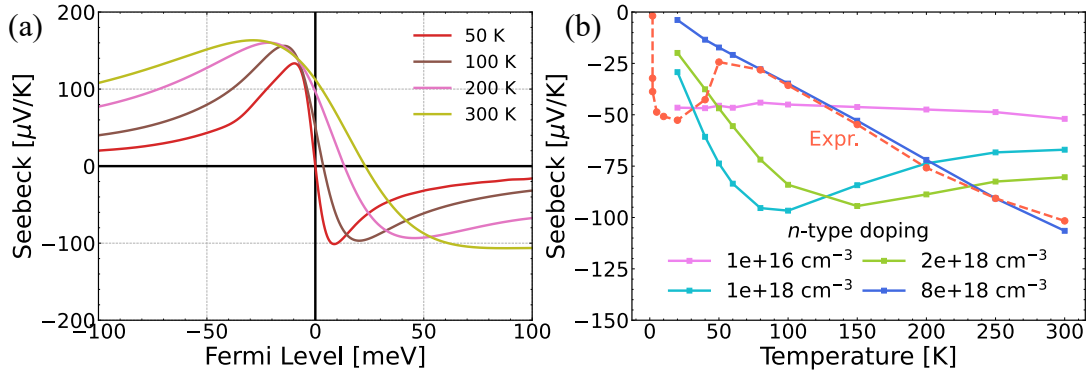 (a)
200
100
0
−100
−200
Seebeck [μV/K]
−100
−50
0
50
100
Fermi Level [meV]
50 K
100 K
200 K
300 K
(b)
0
−25
−50
−75
−100
−125
−150
Seebeck [μV/K]
0
50
100
150
200
250
300
Temperature [K]
Expr.
n-type doping
1e+16 cm⁻³
1e+18 cm⁻³
2e+18 cm⁻³
8e+18 cm⁻³